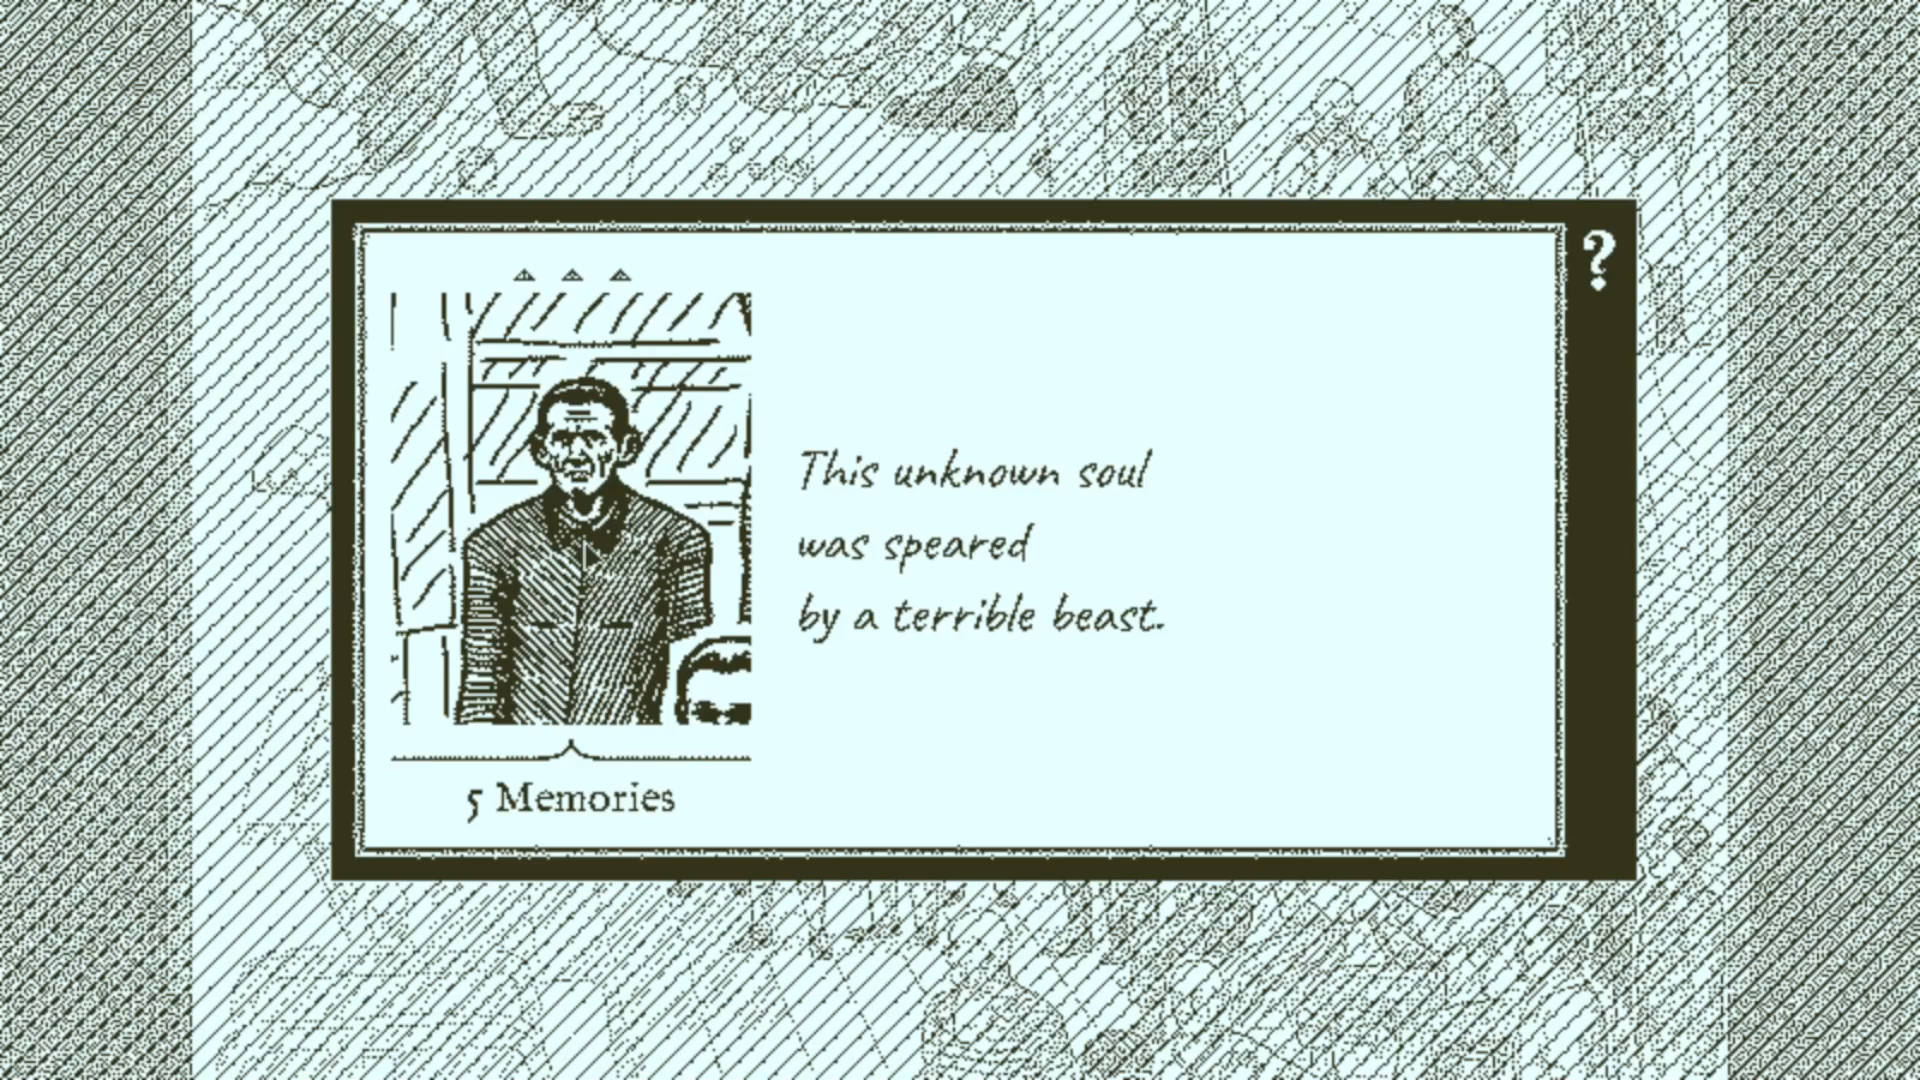 ?
This unknown soul
was speared
by a terrible beast.
5 Memories